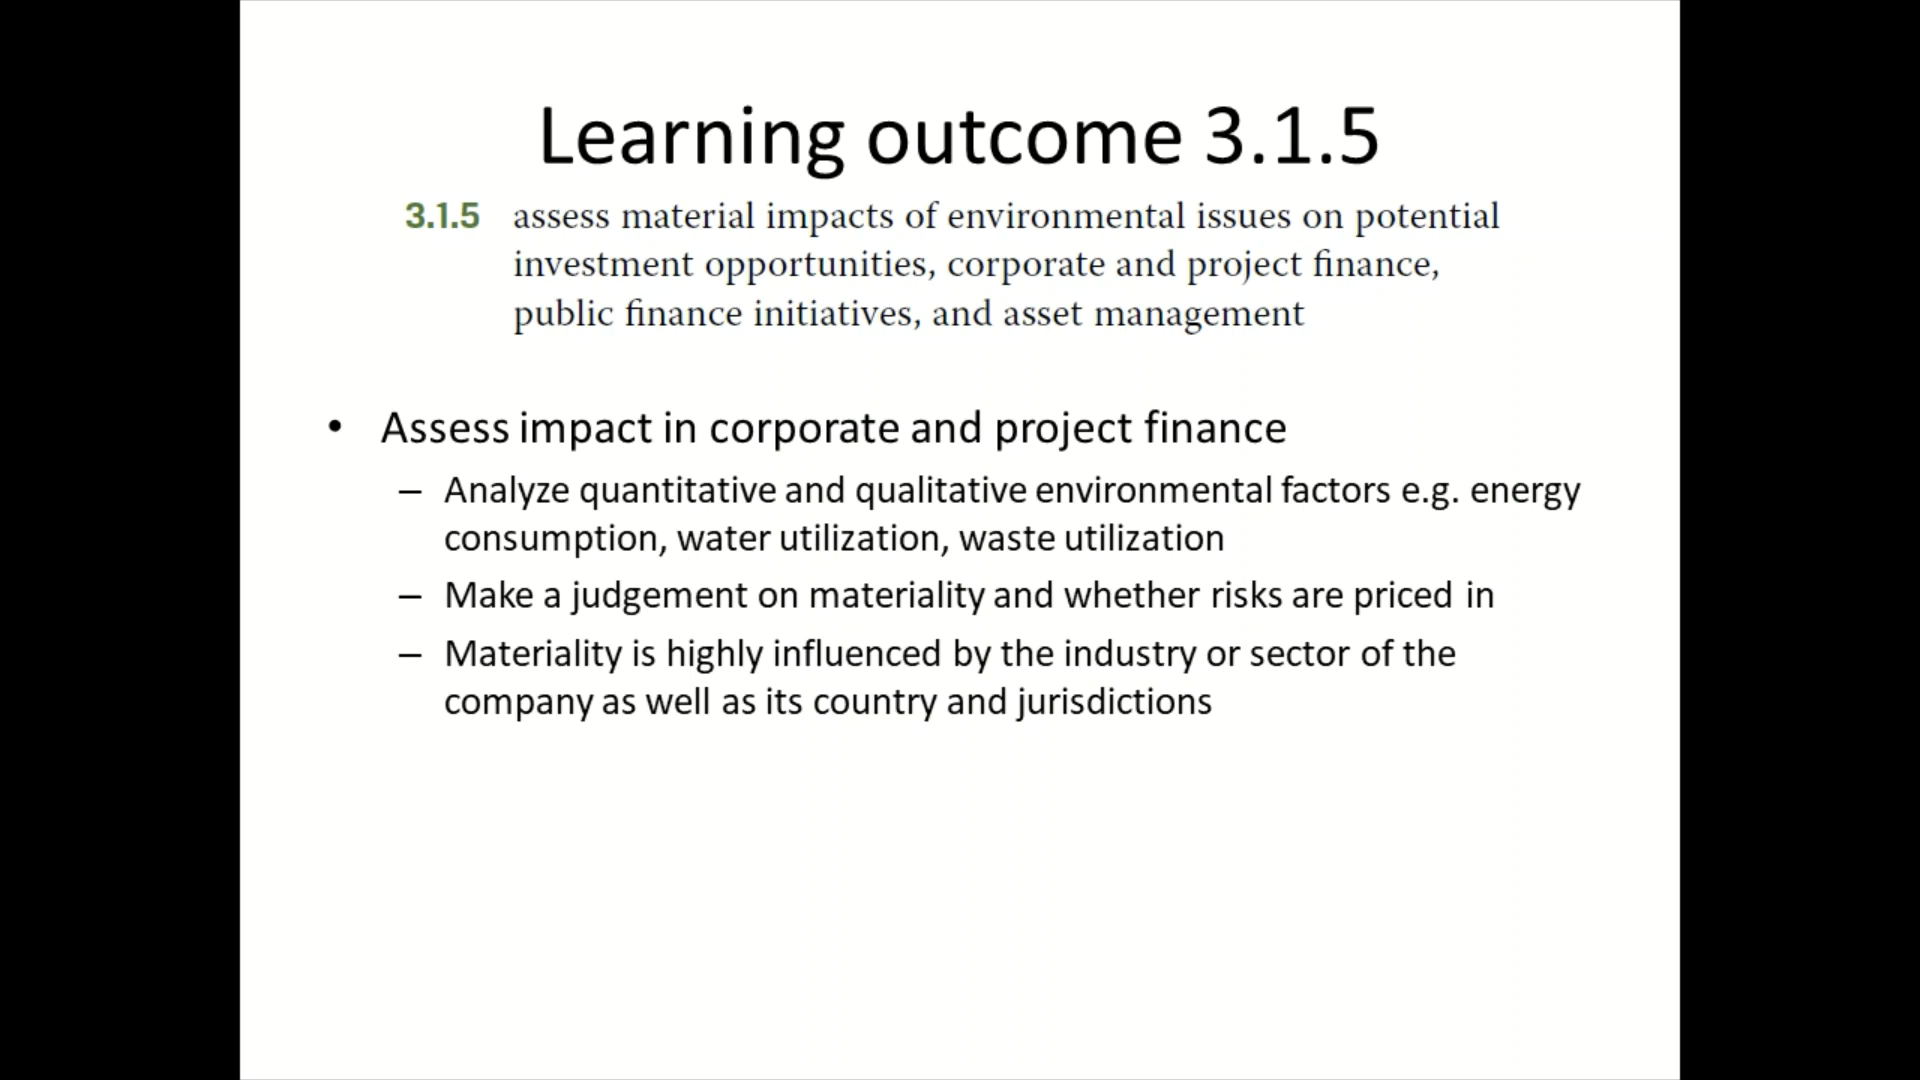 Learning outcome 3.1.5
3.1.5 assess material impacts of environmental issues on potential
investment opportunities, corporate and project finance,
public finance initiatives, and asset management
• Assess impact in corporate and project finance
– Analyze quantitative and qualitative environmental factors e.g. energy
consumption, water utilization, waste utilization
– Make a judgement on materiality and whether risks are priced in
– Materiality is highly influenced by the industry or sector of the
company as well as its country and jurisdictions